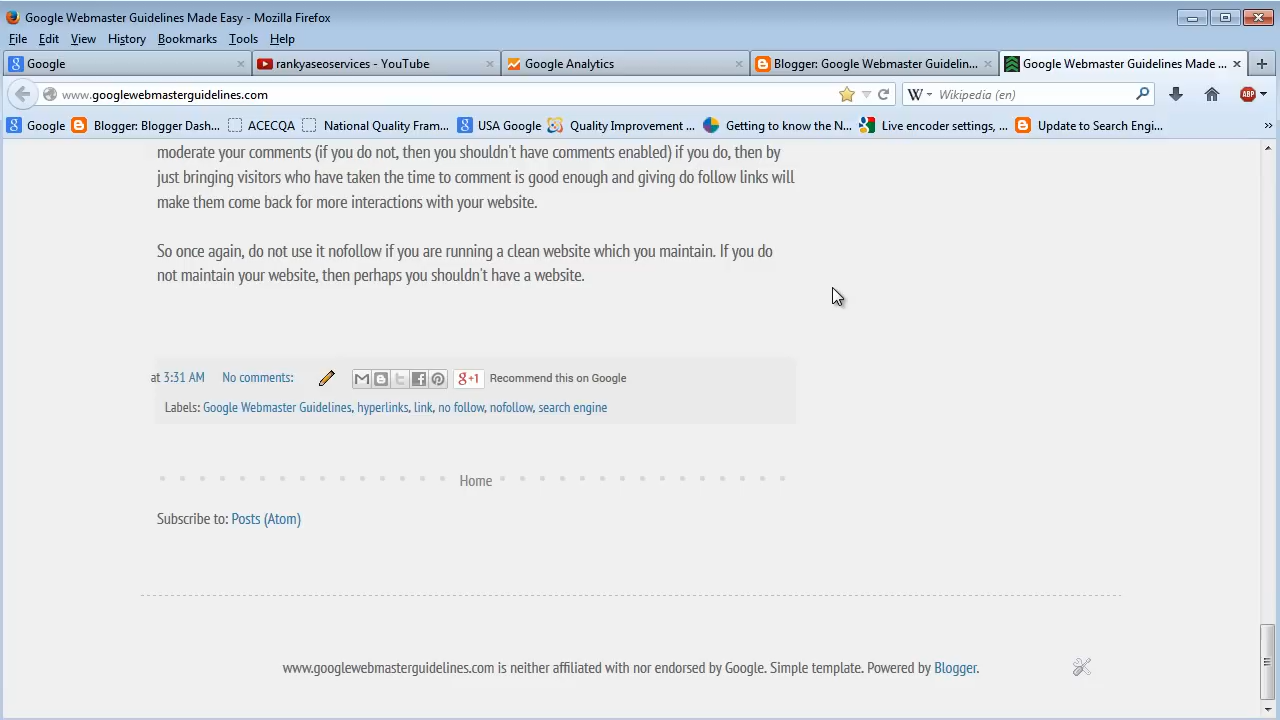 Google Webmaster Guidelines Made Easy - Mozilla Firefox
File Edit View History Bookmarks Tools Help
Google rankyaseoservices - YouTube Google Analytics Blogger: Google Webmaster Guidelin... Google Webmaster Guidelines Made ...
www.googlewebmasterguidelines.com Wikipedia (en) ABP
Google Blogger: Blogger Dash... ACECQA National Quality Fram... USA Google Quality Improvement ... Getting to know the N... Live encoder settings, ... Update to Search Engi... »
moderate your comments (if you do not, then you shouldn't have comments enabled) if you do, then by
just bringing visitors who have taken the time to comment is good enough and giving do follow links will
make them come back for more interactions with your website.
So once again, do not use it nofollow if you are running a clean website which you maintain. If you do
not maintain your website, then perhaps you shouldn't have a website.
at 3:31 AM No comments: g+1 Recommend this on Google
Labels: Google Webmaster Guidelines, hyperlinks, link, no follow, nofollow, search engine
Home
Subscribe to: Posts (Atom)
www.googlewebmasterguidelines.com is neither affiliated with nor endorsed by Google. Simple template. Powered by Blogger.